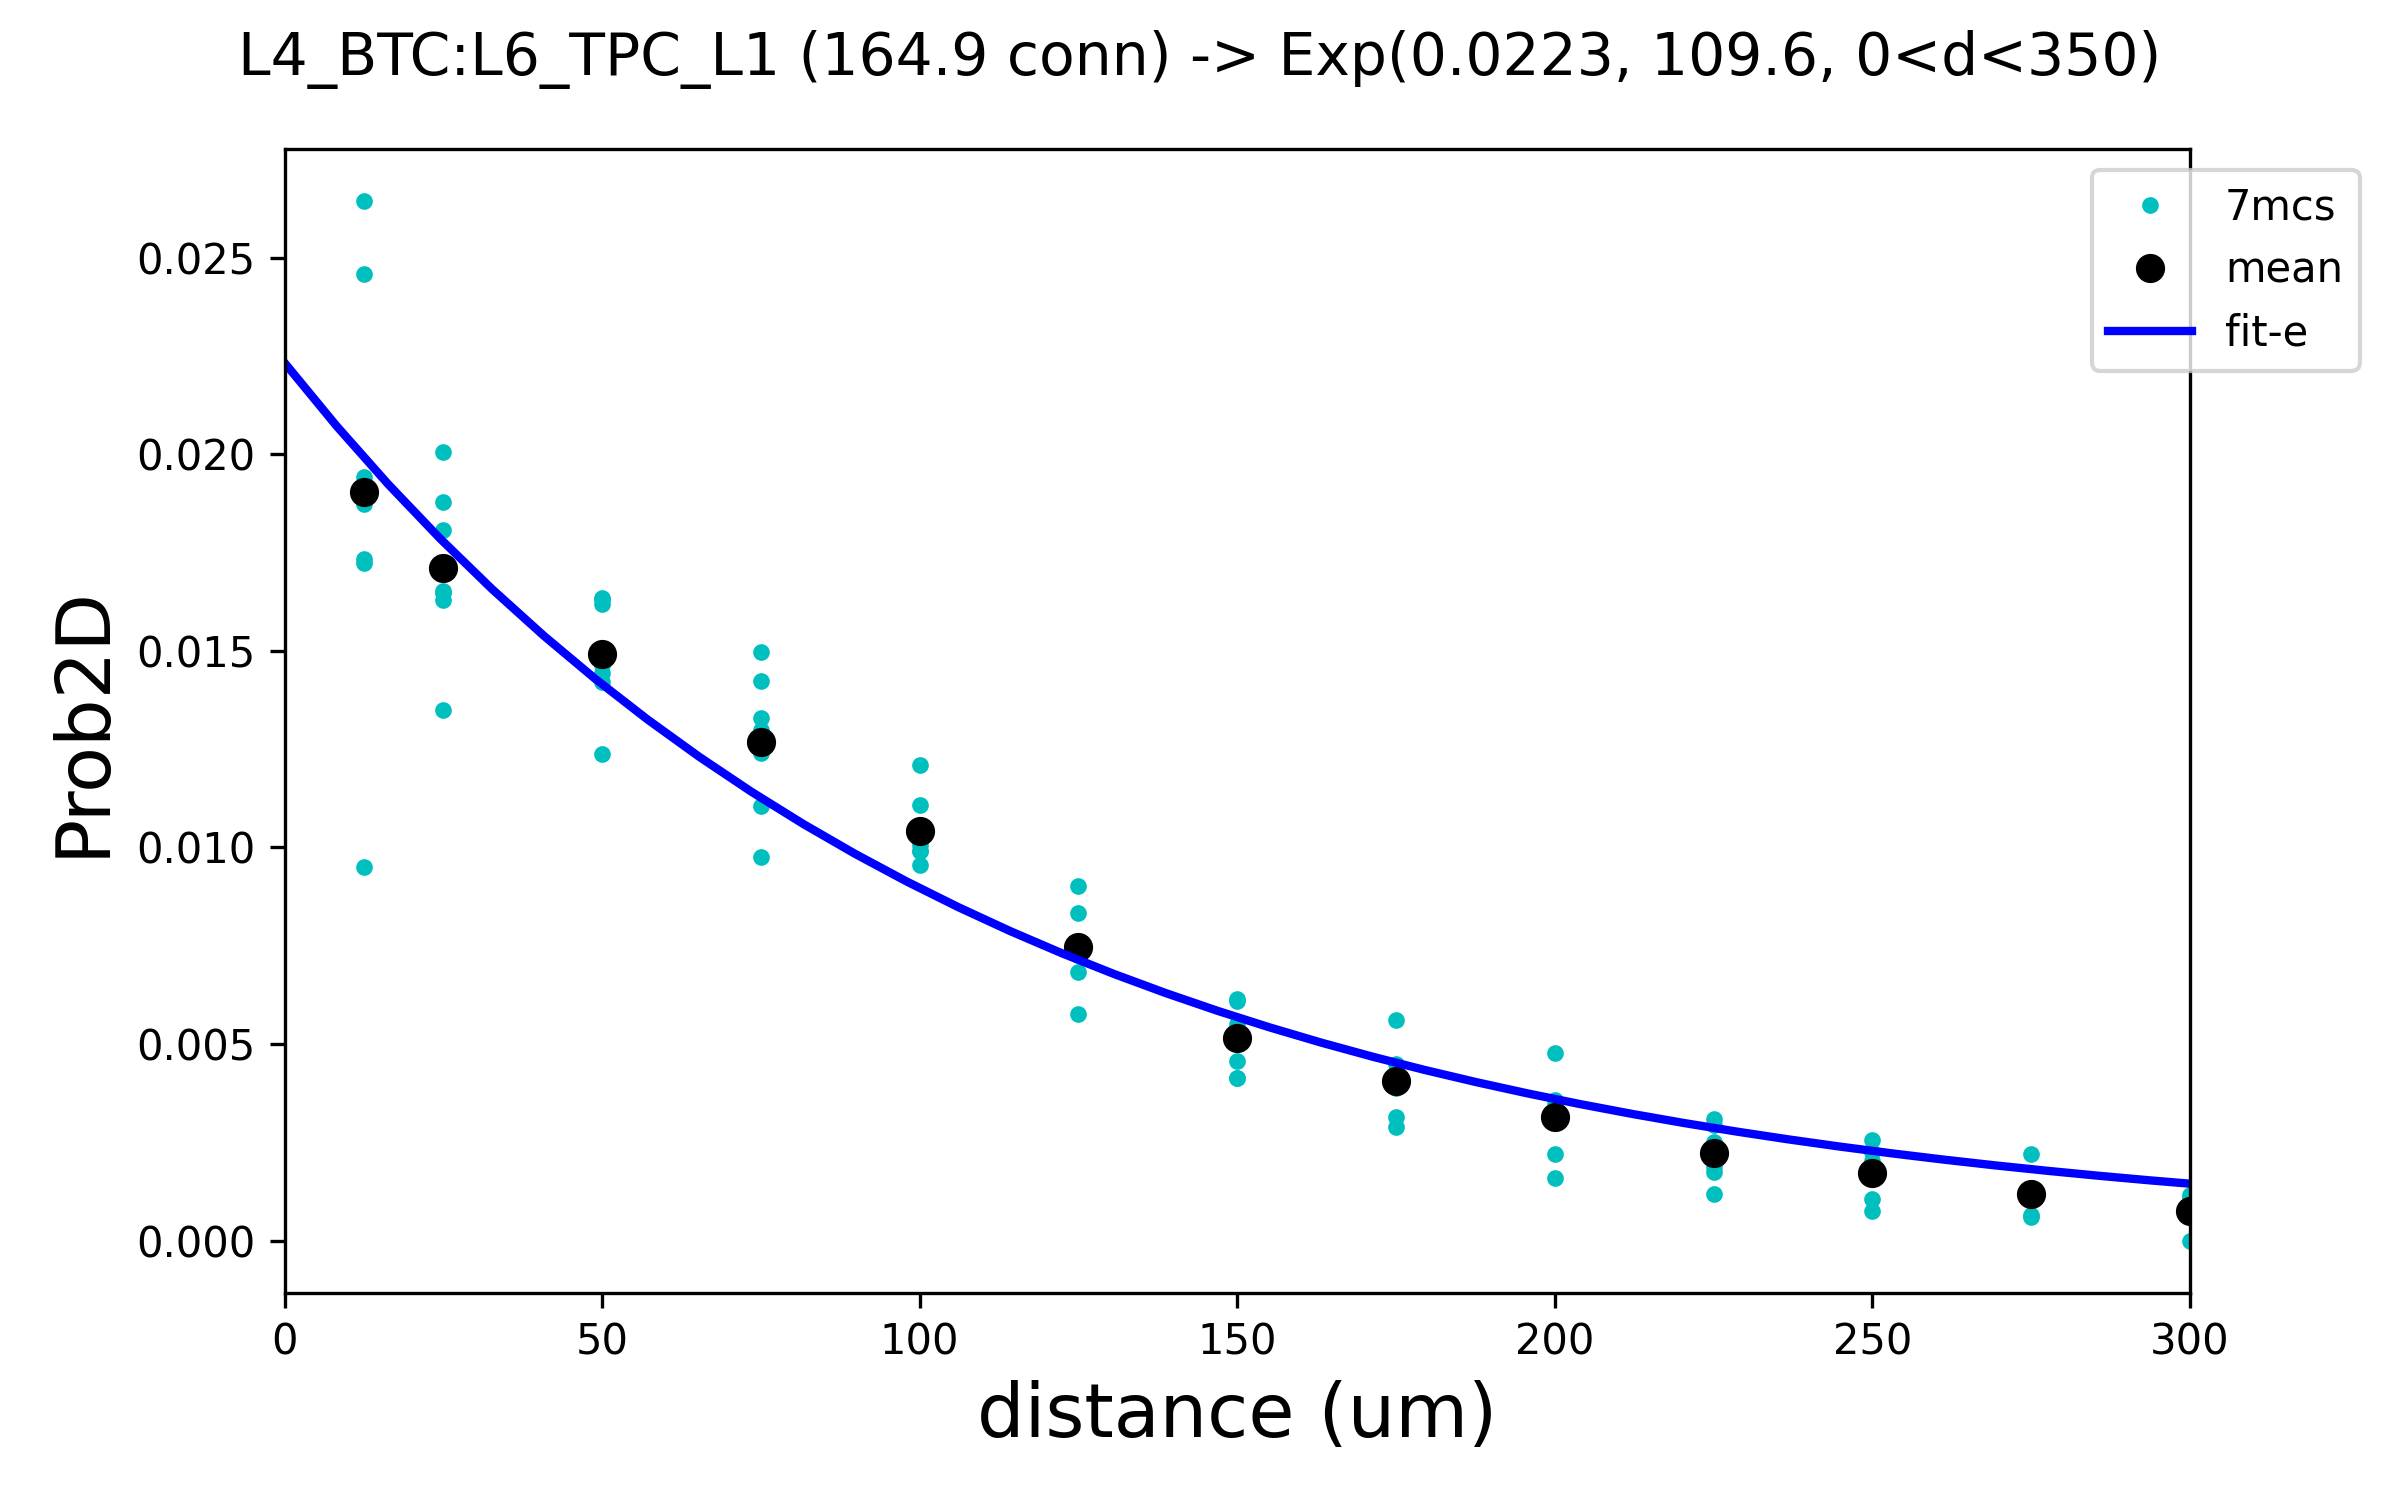 L4_BTC:L6_TPC_L1 (164.9 conn) -> Exp(0.0223, 109.6, 0<d<350)
7mcs
mean
fit-e
0.025
0.020
0.015
0.010
0.005
0.000
Prob2D
0 50 100 150 200 250 300
distance (um)